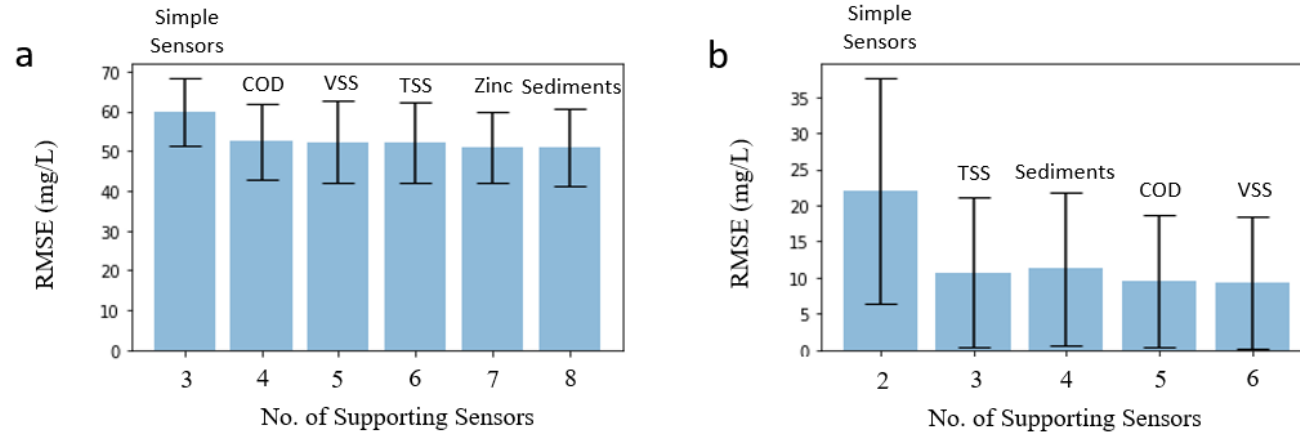 Simple
Sensors
a
70
60
50
40
30
20
10
0
RMSE (mg/L)
COD
VSS
TSS
Zinc
Sediments
3
4
5
6
7
8
No. of Supporting Sensors
Simple
Sensors
b
35
30
25
20
15
10
5
0
RMSE (mg/L)
TSS
Sediments
COD
VSS
2
3
4
5
6
No. of Supporting Sensors